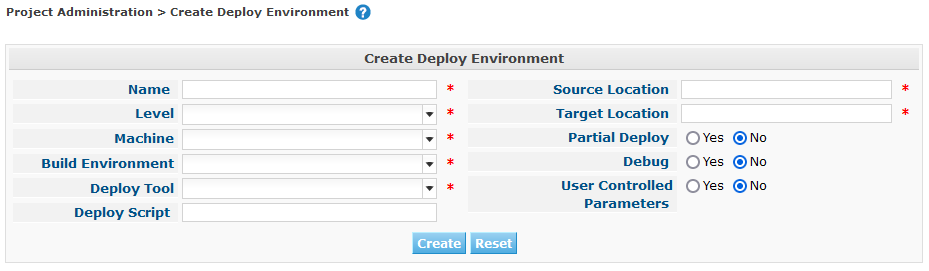 Project Administration > Create Deploy Environment ?
Create Deploy Environment
Name *
Level *
Machine *
Build Environment *
Deploy Tool *
Deploy Script
Source Location *
Target Location *
Partial Deploy Yes No
Debug Yes No
User Controlled Yes No
Parameters
Create Reset